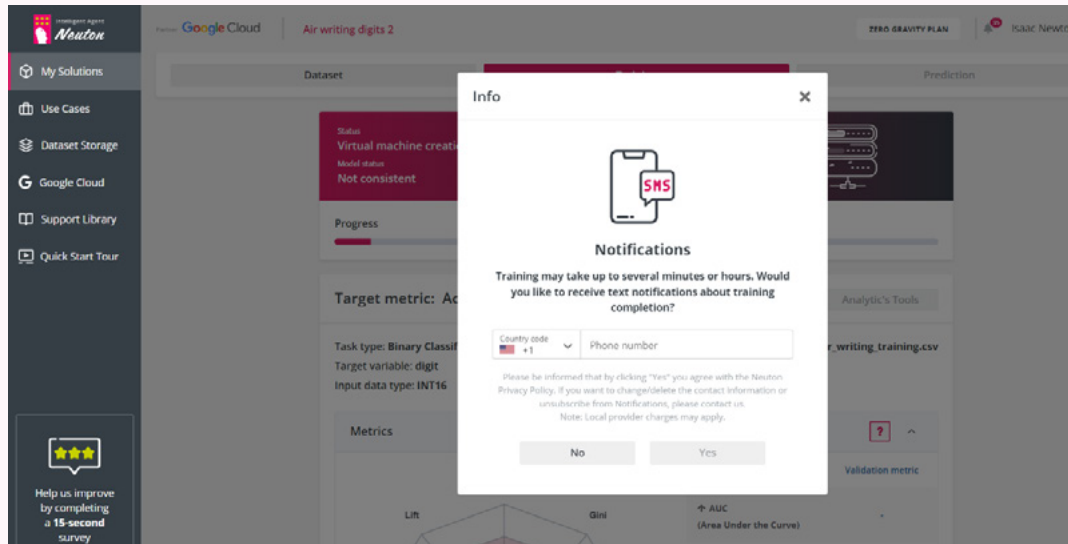 Intelligent Agent
Neuton
Partner Google Cloud
Air writing digits 2
ZERO GRAVITY PLAN
Isaac Newto
My Solutions
Use Cases
Dataset Storage
Google Cloud
Support Library
Quick Start Tour
Help us improve
by completing
a 15-second
survey
Dataset
Prediction
Status
Virtual machine creati
Model status
Not consistent
Progress
Target metric: Ac
Analytic's Tools
Task type: Binary Classif
r_writing_training.csv
Target variable: digit
Input data type: INT16
Metrics
?
Validation metric
Lift
Gini
AUC
(Area Under the Curve)
-
Info
SMS
Notifications
Training may take up to several minutes or hours. Would
you like to receive text notifications about training
completion?
Country code
+1
Phone number
Please be informed that by clicking "Yes" you agree with the Neuton
Privacy Policy. If you want to change/delete the contact information or
unsubscribe from Notifications, please contact us.
Note: Local provider charges may apply.
No
Yes